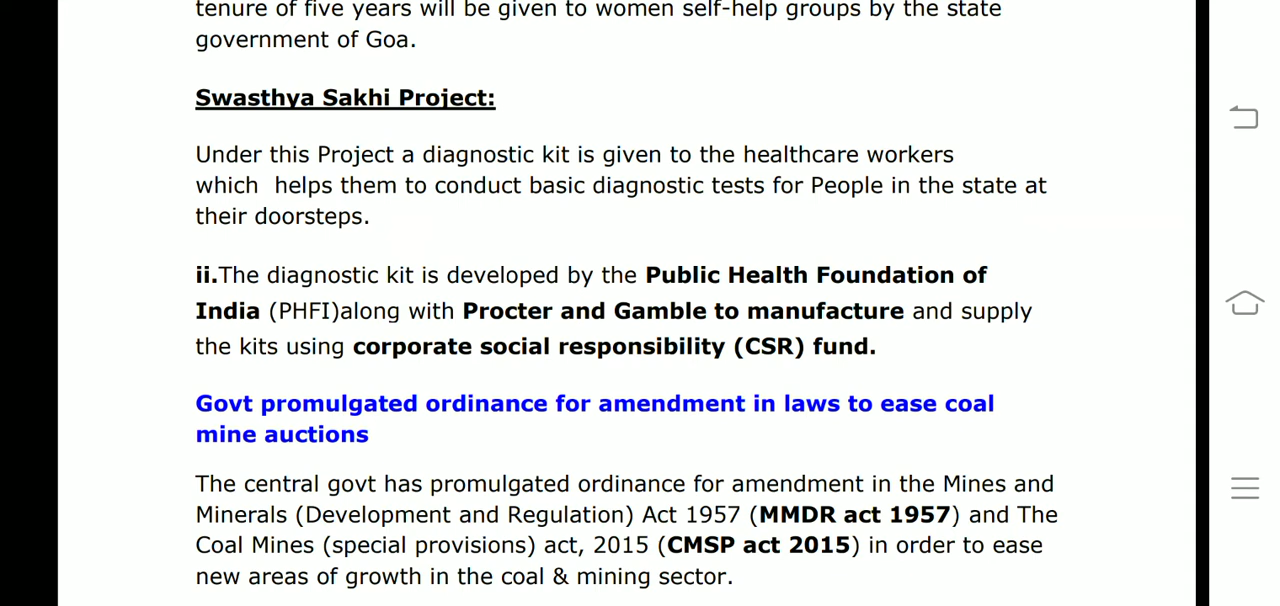 tenure of five years will be given to women self-help groups by the state
government of Goa.
Swasthya Sakhi Project:
Under this Project a diagnostic kit is given to the healthcare workers
which  helps them to conduct basic diagnostic tests for People in the state at
their doorsteps.
ii.The diagnostic kit is developed by the Public Health Foundation of
India (PHFI)along with Procter and Gamble to manufacture and supply
the kits using corporate social responsibility (CSR) fund.
Govt promulgated ordinance for amendment in laws to ease coal
mine auctions
The central govt has promulgated ordinance for amendment in the Mines and
Minerals (Development and Regulation) Act 1957 (MMDR act 1957) and The
Coal Mines (special provisions) act, 2015 (CMSP act 2015) in order to ease
new areas of growth in the coal & mining sector.